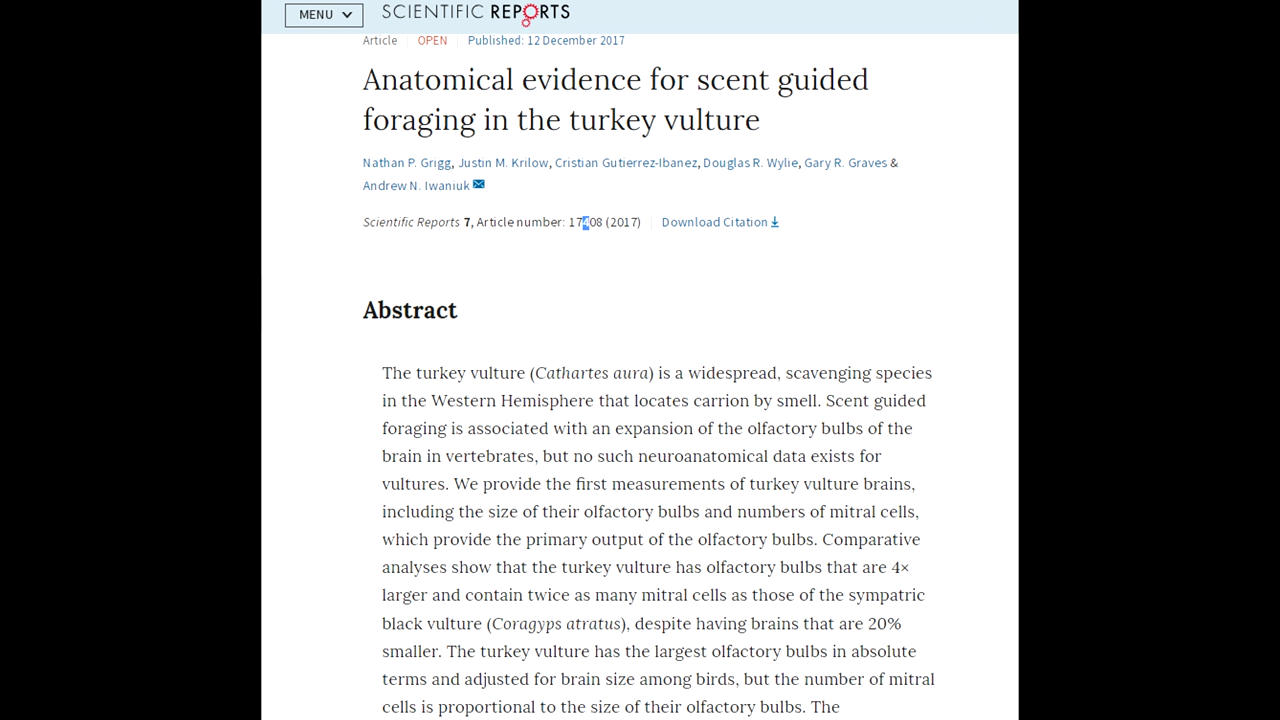 MENU
SCIENTIFIC REPORTS
Article OPEN Published: 12 December 2017
Anatomical evidence for scent guided
foraging in the turkey vulture
Nathan P. Grigg, Justin M. Krilow, Cristian Gutierrez-Ibanez, Douglas R. Wylie, Gary R. Graves &
Andrew N. Iwaniuk
Scientific Reports 7, Article number: 17408 (2017) Download Citation
Abstract
The turkey vulture (Cathartes aura) is a widespread, scavenging species
in the Western Hemisphere that locates carrion by smell. Scent guided
foraging is associated with an expansion of the olfactory bulbs of the
brain in vertebrates, but no such neuroanatomical data exists for
vultures. We provide the first measurements of turkey vulture brains,
including the size of their olfactory bulbs and numbers of mitral cells,
which provide the primary output of the olfactory bulbs. Comparative
analyses show that the turkey vulture has olfactory bulbs that are 4×
larger and contain twice as many mitral cells as those of the sympatric
black vulture (Coragyps atratus), despite having brains that are 20%
smaller. The turkey vulture has the largest olfactory bulbs in absolute
terms and adjusted for brain size among birds, but the number of mitral
cells is proportional to the size of their olfactory bulbs. The